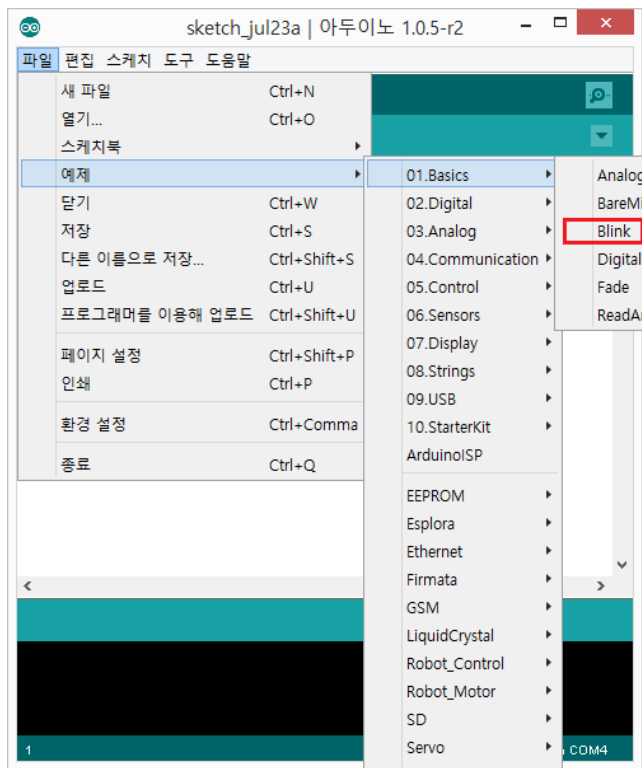 sketch_jul23a | 아두이노 1.0.5-r2
파일 편집 스케치 도구 도움말
새 파일 Ctrl+N
열기... Ctrl+O
스케치북
예제
닫기 Ctrl+W
저장 Ctrl+S
다른 이름으로 저장... Ctrl+Shift+S
업로드 Ctrl+U
프로그래머를 이용해 업로드 Ctrl+Shift+U
페이지 설정 Ctrl+Shift+P
인쇄 Ctrl+P
환경 설정 Ctrl+Comma
종료 Ctrl+Q
01.Basics
02.Digital
03.Analog
04.Communication
05.Control
06.Sensors
07.Display
08.Strings
09.USB
10.StarterKit
ArduinoISP
EEPROM
Esplora
Ethernet
Firmata
GSM
LiquidCrystal
Robot_Control
Robot_Motor
SD
Servo
Analog
BareMi
Blink
Digital
Fade
ReadAn
1
COM4